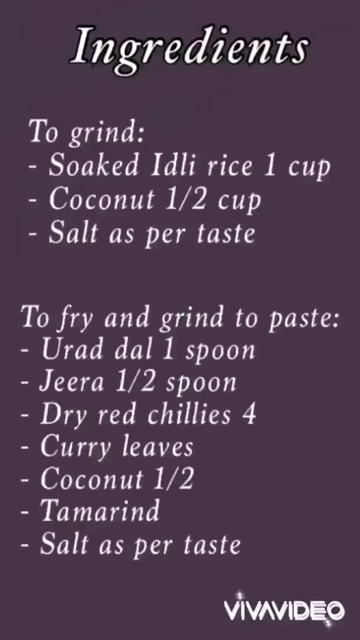 Ingredients
To grind:
- Soaked Idli rice 1 cup
- Coconut 1/2 cup
- Salt as per taste
To fry and grind to paste:
- Urad dal 1 spoon
- Jeera 1/2 spoon
- Dry red chillies 4
- Curry leaves
- Coconut 1/2
- Tamarind
- Salt as per taste
VIVAVIDEO